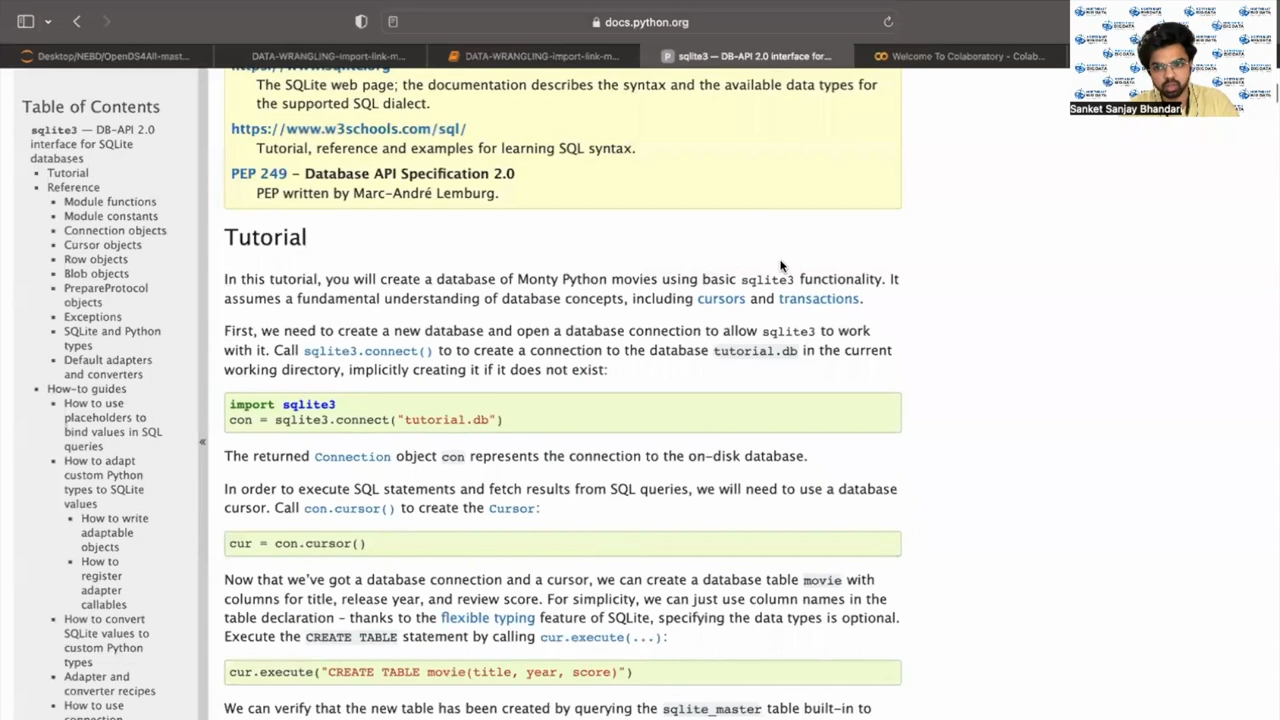 docs.python.org
Desktop/NEBD/OpenDS4All-mast...
DATA-WRANGLING-import-link-m...
DATA-WRANGLING-import-link-m...
sqlite3 — DB-API 2.0 interface for...
Welcome To Colaboratory - Colab...
Sanket Sanjay Bhandari
Table of Contents
sqlite3 — DB-API 2.0
interface for SQLite
databases
Tutorial
Reference
Module functions
Module constants
Connection objects
Cursor objects
Row objects
Blob objects
PrepareProtocol
objects
Exceptions
SQLite and Python
types
Default adapters
and converters
How-to guides
How to use
placeholders to
bind values in SQL
queries
How to adapt
custom Python
types to SQLite
values
How to write
adaptable
objects
How to
register
adapter
callables
How to convert
SQLite values to
custom Python
types
Adapter and
converter recipes
How to use
connection
«
https://www.sqlite.org
The SQLite web page; the documentation describes the syntax and the available data types for
the supported SQL dialect.
https://www.w3schools.com/sql/
Tutorial, reference and examples for learning SQL syntax.
PEP 249 – Database API Specification 2.0
PEP written by Marc-André Lemburg.
Tutorial
In this tutorial, you will create a database of Monty Python movies using basic sqlite3 functionality. It
assumes a fundamental understanding of database concepts, including cursors and transactions.
First, we need to create a new database and open a database connection to allow sqlite3 to work
with it. Call sqlite3.connect() to to create a connection to the database tutorial.db in the current
working directory, implicitly creating it if it does not exist:
import sqlite3
con = sqlite3.connect("tutorial.db")
The returned Connection object con represents the connection to the on-disk database.
In order to execute SQL statements and fetch results from SQL queries, we will need to use a database
cursor. Call con.cursor() to create the Cursor:
cur = con.cursor()
Now that we've got a database connection and a cursor, we can create a database table movie with
columns for title, release year, and review score. For simplicity, we can just use column names in the
table declaration – thanks to the flexible typing feature of SQLite, specifying the data types is optional.
Execute the CREATE TABLE statement by calling cur.execute(...):
cur.execute("CREATE TABLE movie(title, year, score)")
We can verify that the new table has been created by querying the sqlite_master table built-in to